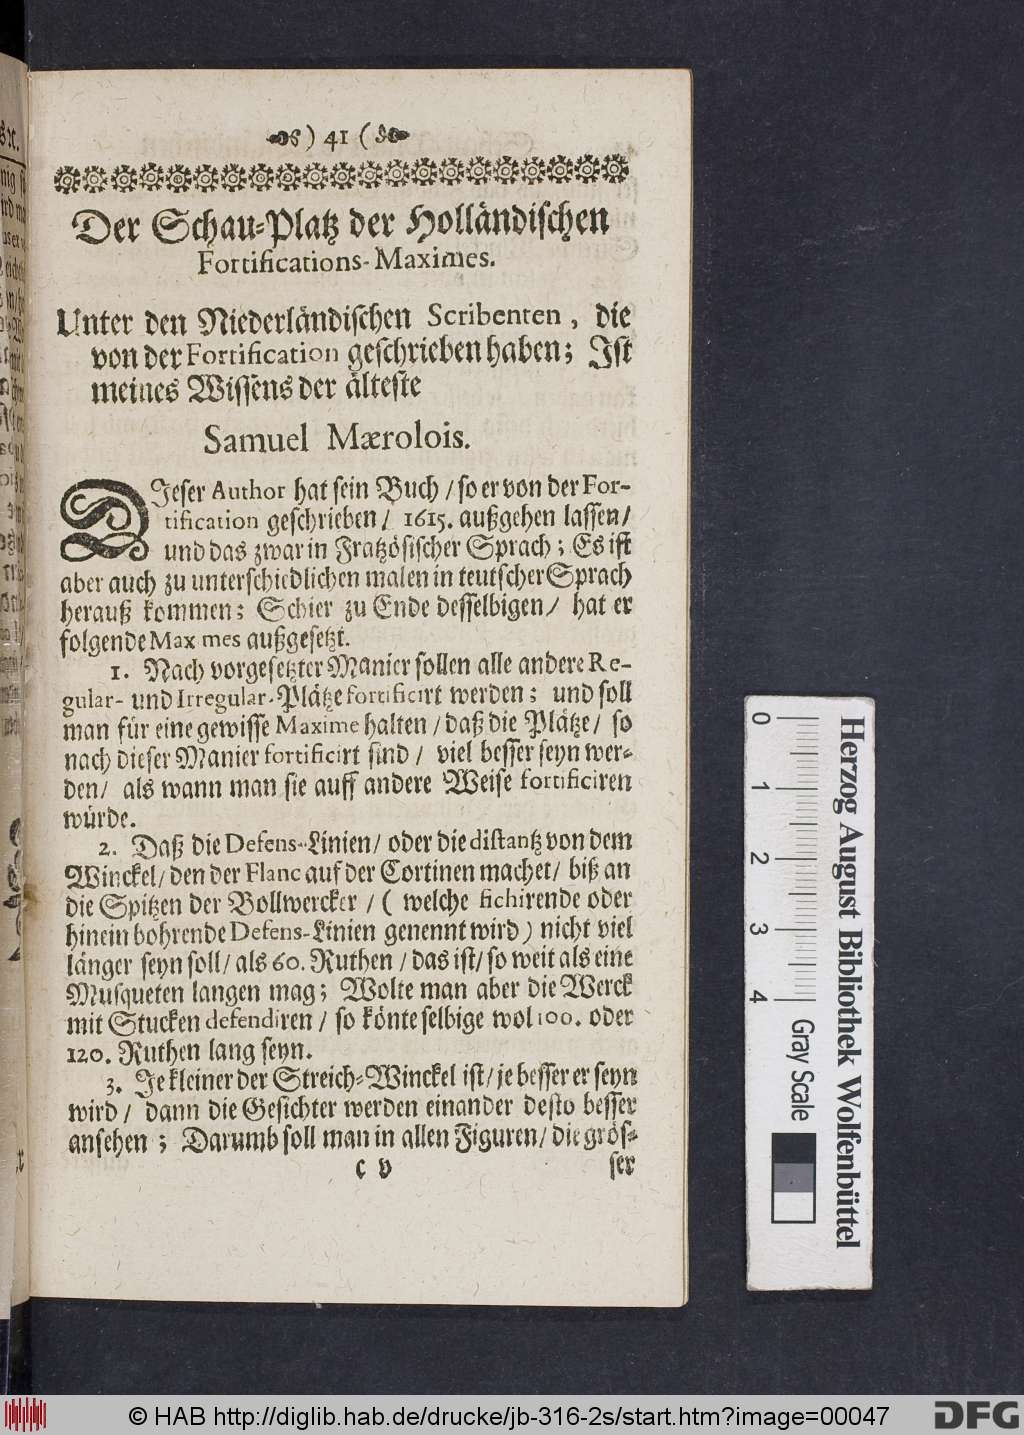 ) 41 (
Der Schau-Platz der Holländischen
Fortifications-Maximes.
Unter den Niederländischen Scribenten, die
von der Fortification geschrieben haben; Ist
meines Wissens der älteste
Samuel Mærolois.
DIeser Author hat sein Buch / so er von der For-
tification geschrieben / 1615. außgehen lassen /
und das zwar in Fratzösischer Sprach; Es ist
aber auch zu unterschiedlichen malen in teutscher Sprach
herauß kommen; Schier zu Ende desselbigen / hat er
folgende Max mes außgesetzt.
1. Nach vorgesetzter Manier sollen alle andere Re-
gular- und Irregular-Plätze fortificirt werden; und soll
man für eine gewisse Maxime halten / daß die Plätze / so
nach dieser Manier fortificirt sind / viel besser seyn wer-
den / als wann man sie auff andere Weise fortificiren
würde.
2. Daß die Defens-Linien / oder die distantz von dem
Winckel / den der Flanc auf der Cortinen machet / biß an
die Spitzen der Bollwercker / ( welche fichirende oder
hinein bohrende Defens-Linien genennt wird ) nicht viel
länger seyn soll / als 60. Ruthen / das ist / so weit als eine
Musqueten langen mag; Wolte man aber die Werck
mit Stucken defendiren / so könte selbige wol 100. oder
120. Ruthen lang seyn.
3. Je kleiner der Streich-Winckel ist / je besser er seyn
wird / dann die Gesichter werden einander desto besser
ansehen; Darumb soll man in allen Figuren / die grös-
c v
ser
Herzog August Bibliothek Wolfenbüttel
0 1 2 3 4
Gray Scale
© HAB http://diglib.hab.de/drucke/jb-316-2s/start.htm?image=00047
DFG